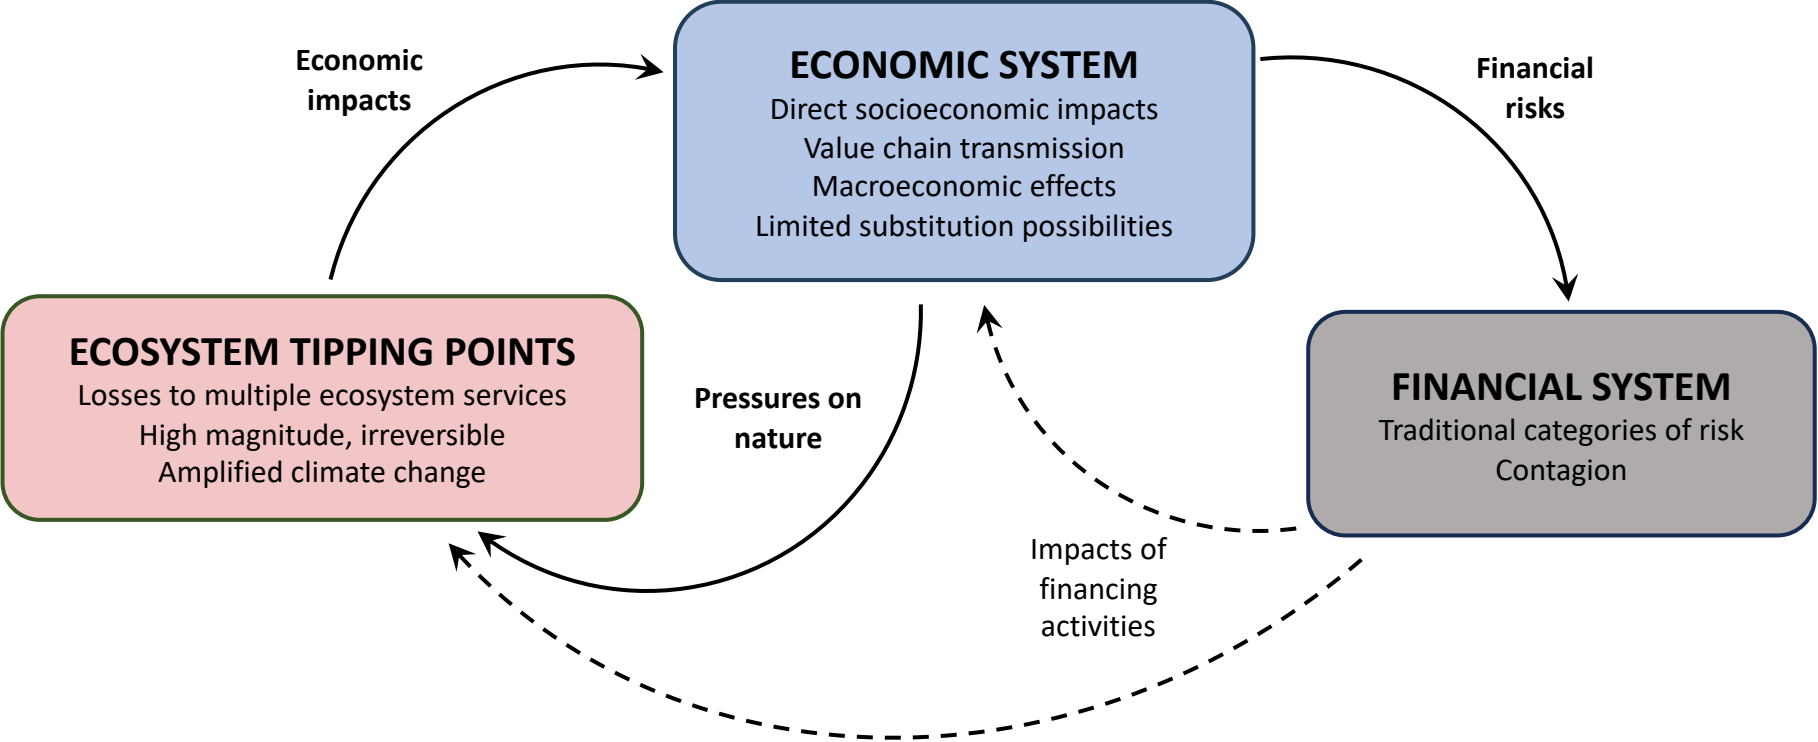 Economic
impacts
ECONOMIC SYSTEM
Direct socioeconomic impacts
Value chain transmission
Macroeconomic effects
Limited substitution possibilities
Financial
risks
ECOSYSTEM TIPPING POINTS
Losses to multiple ecosystem services
High magnitude, irreversible
Amplified climate change
Pressures on
nature
FINANCIAL SYSTEM
Traditional categories of risk
Contagion
Impacts of
financing
activities